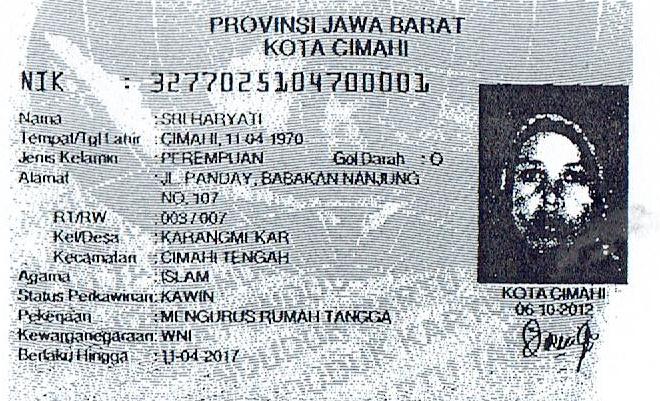 PROVINSI JAWA BARAT
KOTA CIMAHI
NIK : 3277025104700001
Nama : SRI HARYATI
Tempat/Tgl Lahir : CIMAHI, 11-04-1970
Jenis Kelamin : PEREMPUAN Gol Darah : O
Alamat : JL. PANDAY, BABAKAN NANJUNG
NO. 107
RT/RW : 003/007
Kel/Desa : KARANGMEKAR
Kecamatan : CIMAHI TENGAH
Agama : ISLAM
Status Perkawinan: KAWIN
Pekerjaan : MENGURUS RUMAH TANGGA
Kewarganegaraan: WNI
Berlaku Hingga : 11-04-2017
KOTA CIMAHI
06-10-2012